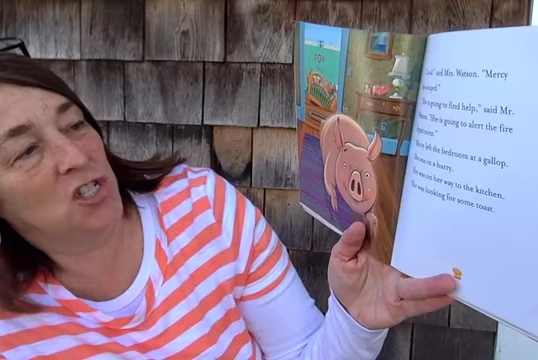 "Look!" said Mrs. Watson. "Mercy
escaped."
is going to find help," said Mr.
"She is going to alert the fire
department."
left the bedroom at a gallop.
was in a hurry.
was on her way to the kitchen.
was looking for some toast.